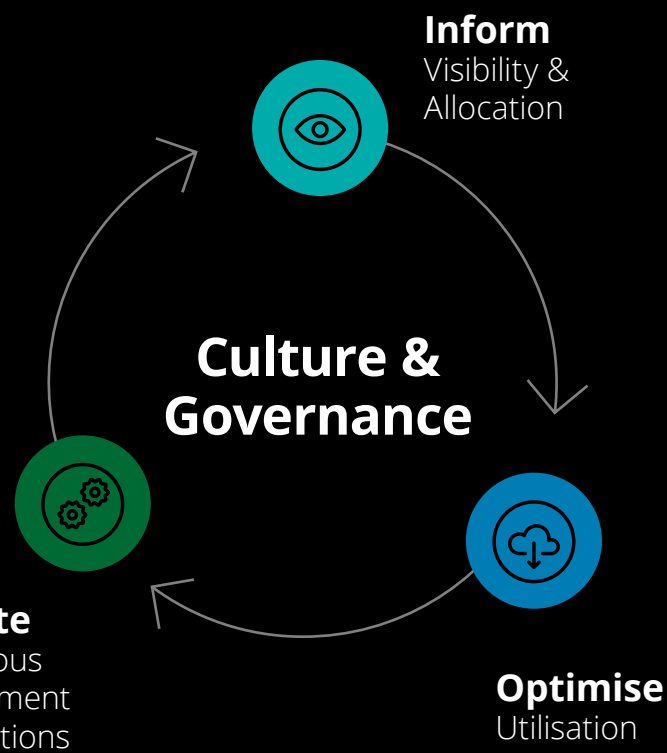 Inform
Visibility &
Allocation
Culture &
Governance
te
ous
ment
tions
Optimise
Utilisation